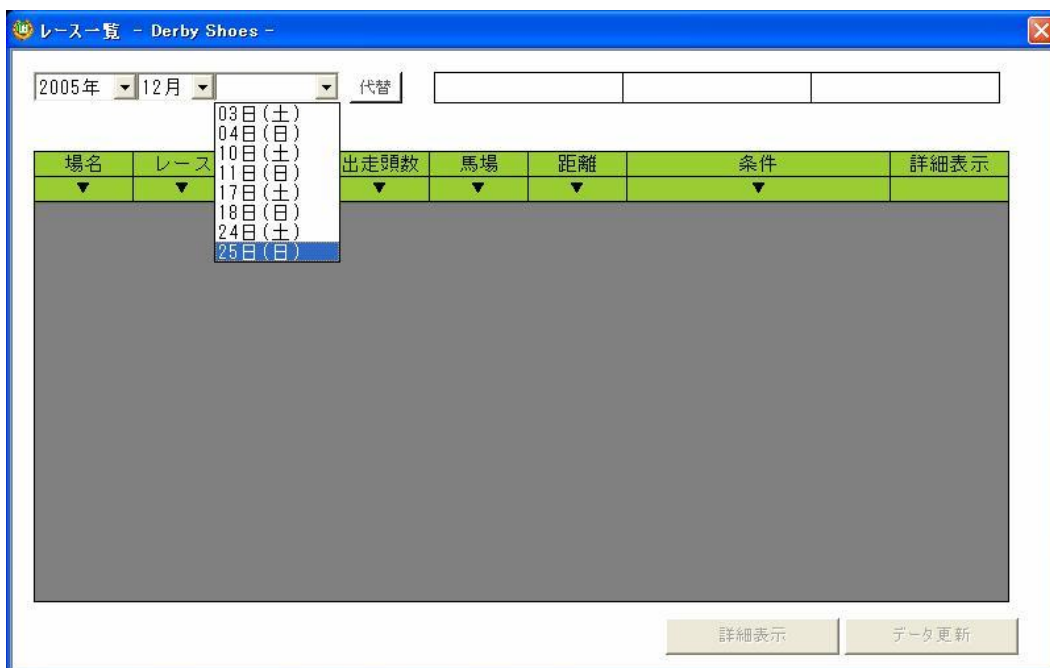 レース一覧 - Derby Shoes -
2005年 12月 代替
03日(土)
04日(日)
10日(土)
11日(日)
17日(土)
18日(日)
24日(土)
25日(日)
場名 レース 出走頭数 馬場 距離 条件 詳細表示
▼ ▼ ▼ ▼ ▼ ▼
詳細表示 データ更新